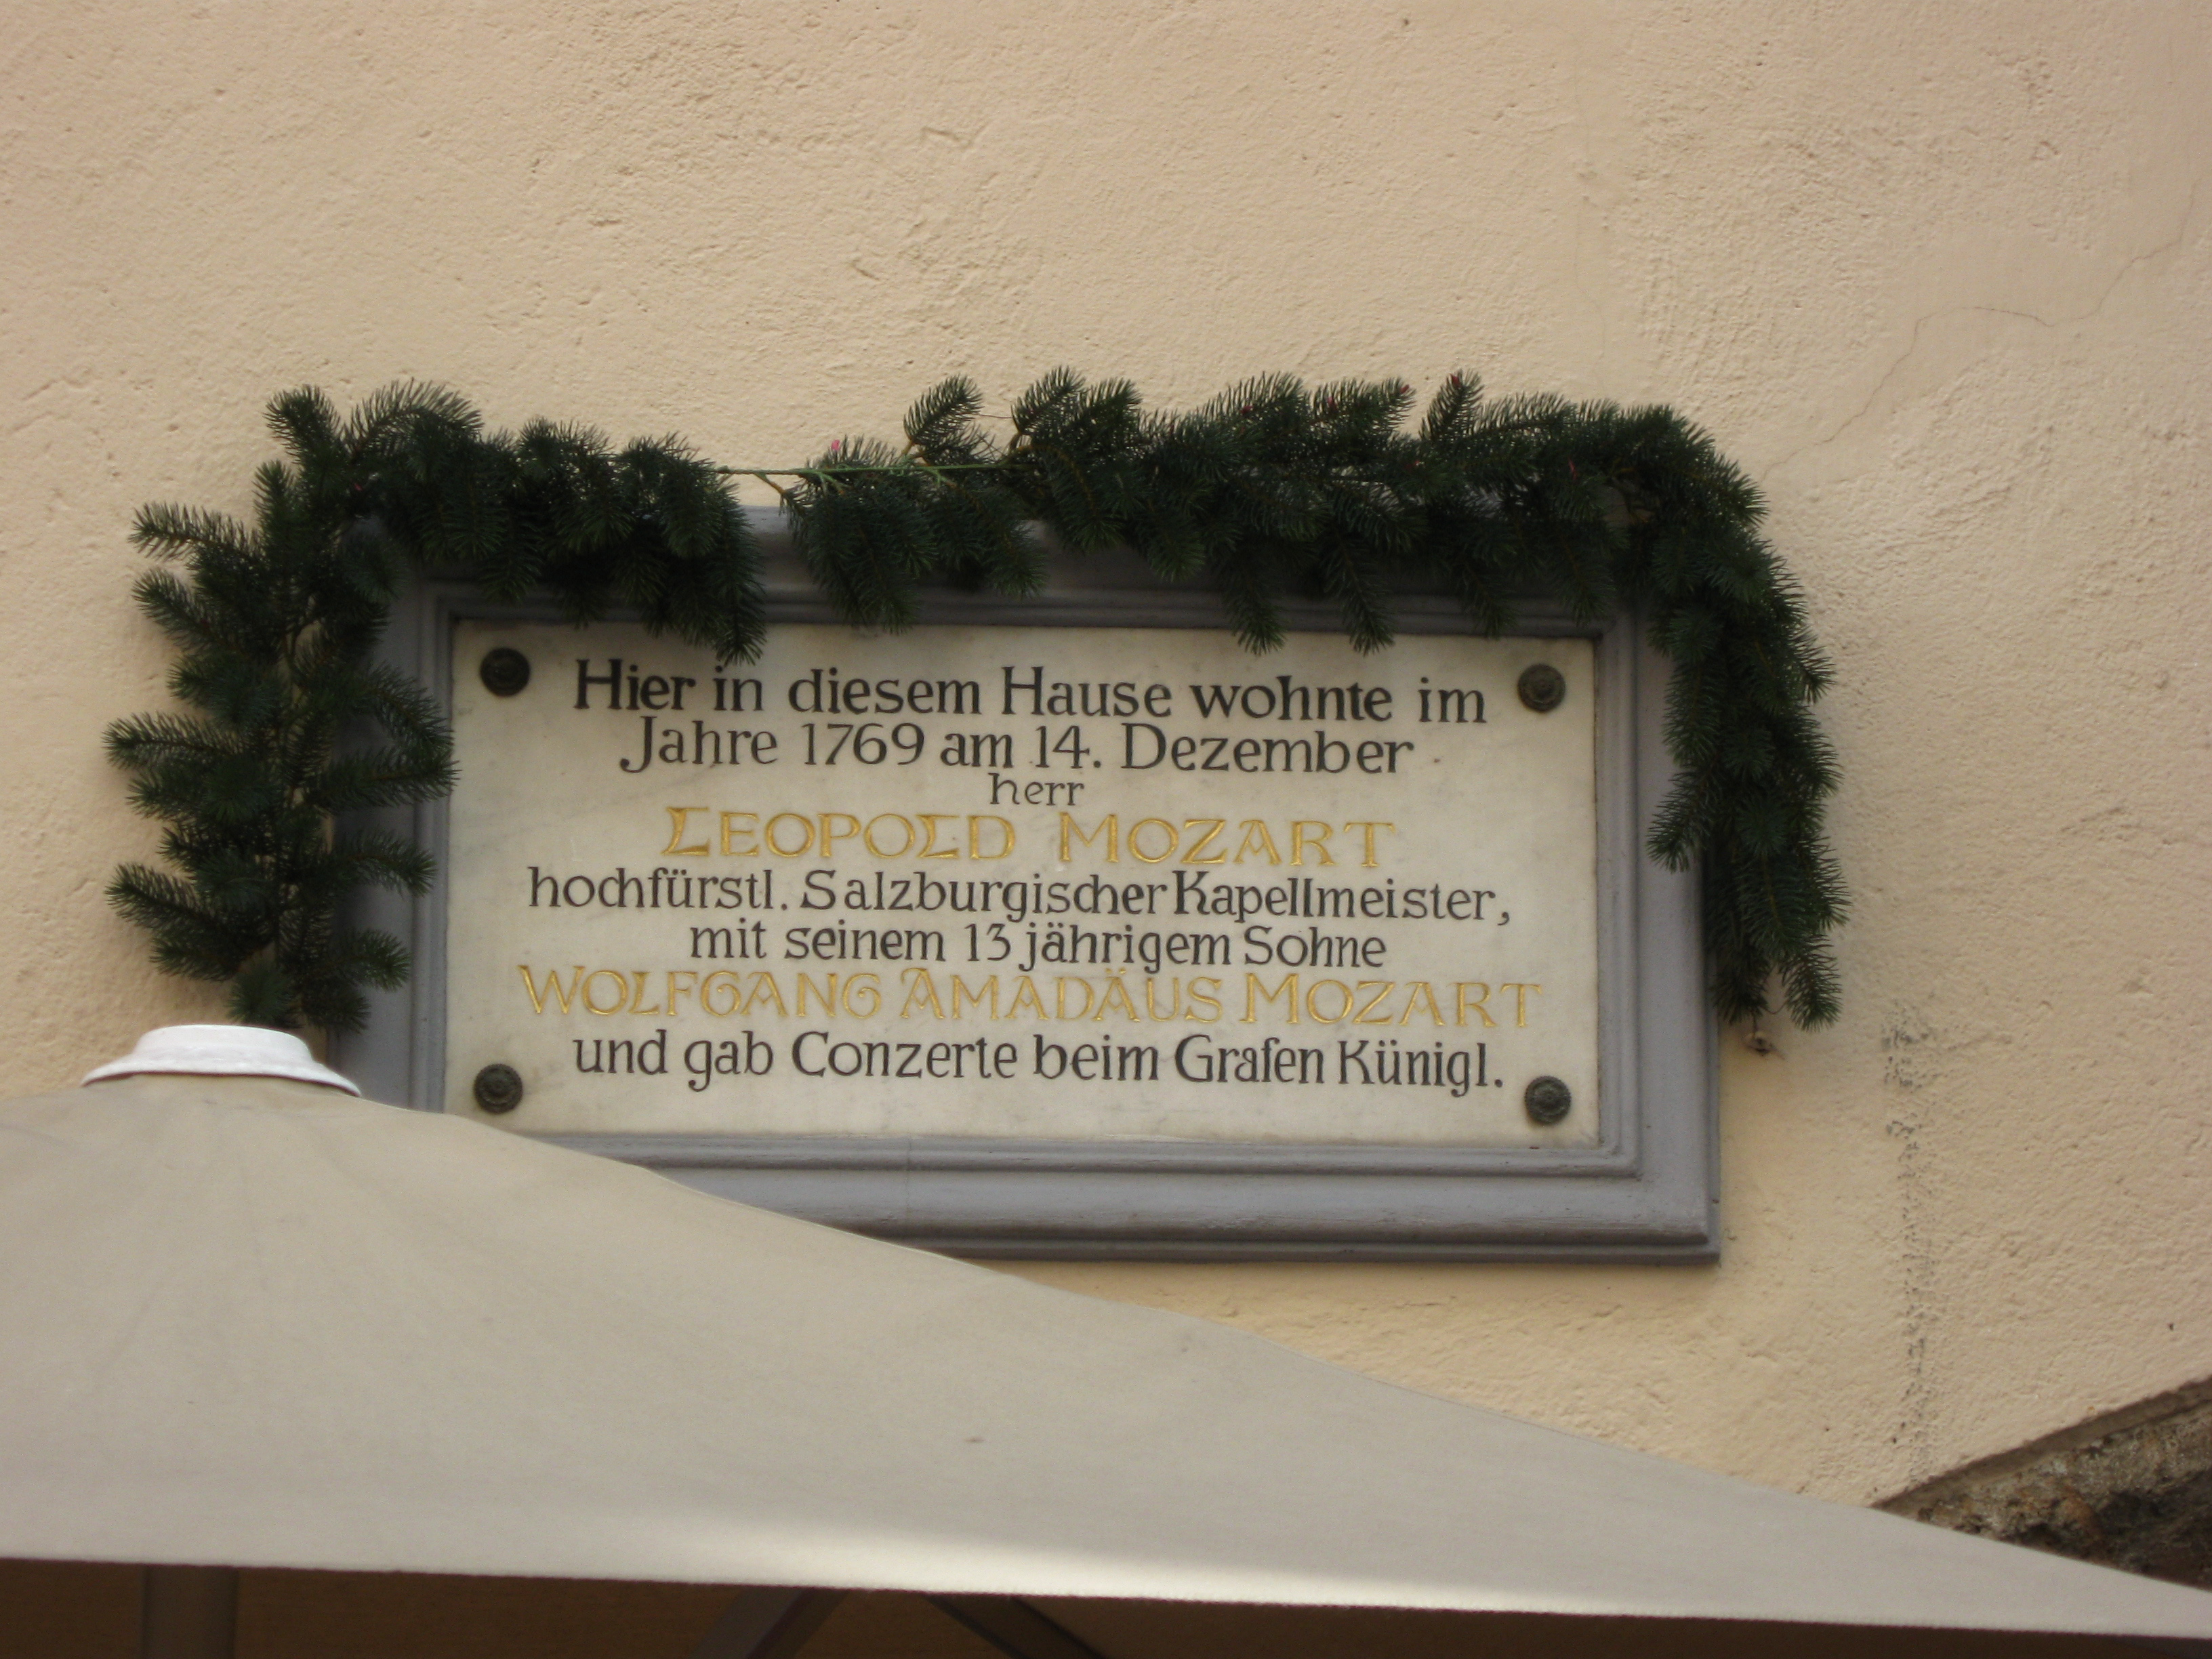 Hier in diesem Hause wohnte im
Jahre 1769 am 14. Dezember
herr
LEOPOLD MOZART
hochfürstl. Salzburgischer Kapellmeister,
mit seinem 13 jährigem Sohne
WOLFGANG AMADÄUS MOZART
und gab Conzerte beim Grafen Künigl.